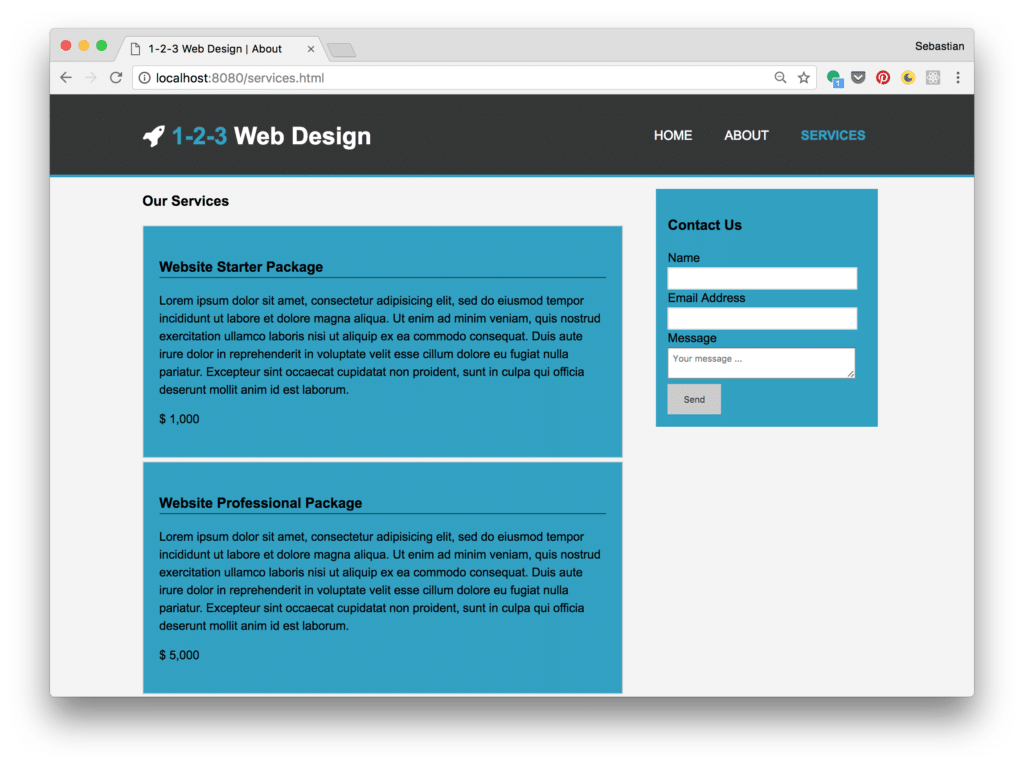 1-2-3 Web Design | About
Sebastian
localhost:8080/services.html
1
1-2-3 Web Design
HOME ABOUT SERVICES
Our Services
Website Starter Package
Lorem ipsum dolor sit amet, consectetur adipisicing elit, sed do eiusmod tempor
incididunt ut labore et dolore magna aliqua. Ut enim ad minim veniam, quis nostrud
exercitation ullamco laboris nisi ut aliquip ex ea commodo consequat. Duis aute
irure dolor in reprehenderit in voluptate velit esse cillum dolore eu fugiat nulla
pariatur. Excepteur sint occaecat cupidatat non proident, sunt in culpa qui officia
deserunt mollit anim id est laborum.
$ 1,000
Website Professional Package
Lorem ipsum dolor sit amet, consectetur adipisicing elit, sed do eiusmod tempor
incididunt ut labore et dolore magna aliqua. Ut enim ad minim veniam, quis nostrud
exercitation ullamco laboris nisi ut aliquip ex ea commodo consequat. Duis aute
irure dolor in reprehenderit in voluptate velit esse cillum dolore eu fugiat nulla
pariatur. Excepteur sint occaecat cupidatat non proident, sunt in culpa qui officia
deserunt mollit anim id est laborum.
$ 5,000
Contact Us
Name
Email Address
Message
Your message ...
Send